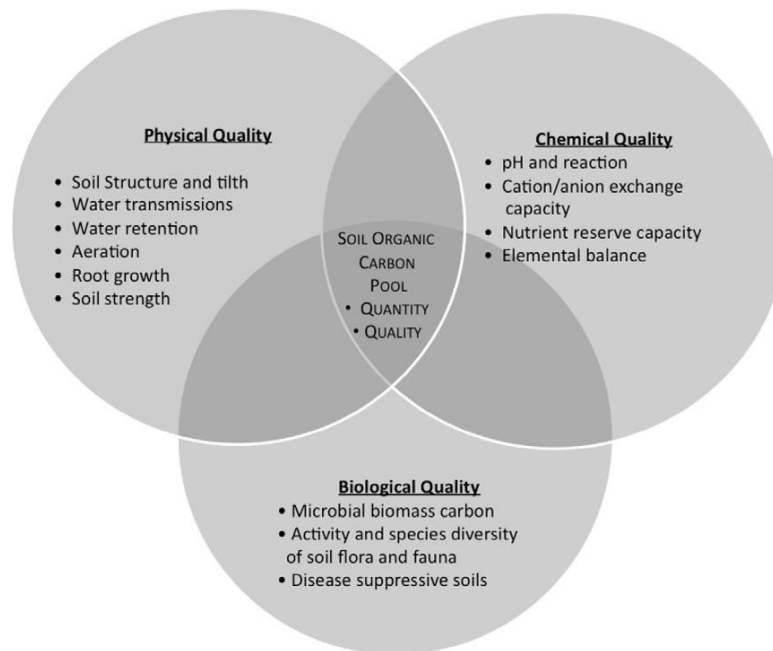 Physical Quality
• Soil Structure and tilth
• Water transmissions
• Water retention
• Aeration
• Root growth
• Soil strength
Chemical Quality
• pH and reaction
• Cation/anion exchange
capacity
• Nutrient reserve capacity
• Elemental balance
SOIL ORGANIC
CARBON
POOL
• QUANTITY
• QUALITY
Biological Quality
• Microbial biomass carbon
• Activity and species diversity
of soil flora and fauna
• Disease suppressive soils